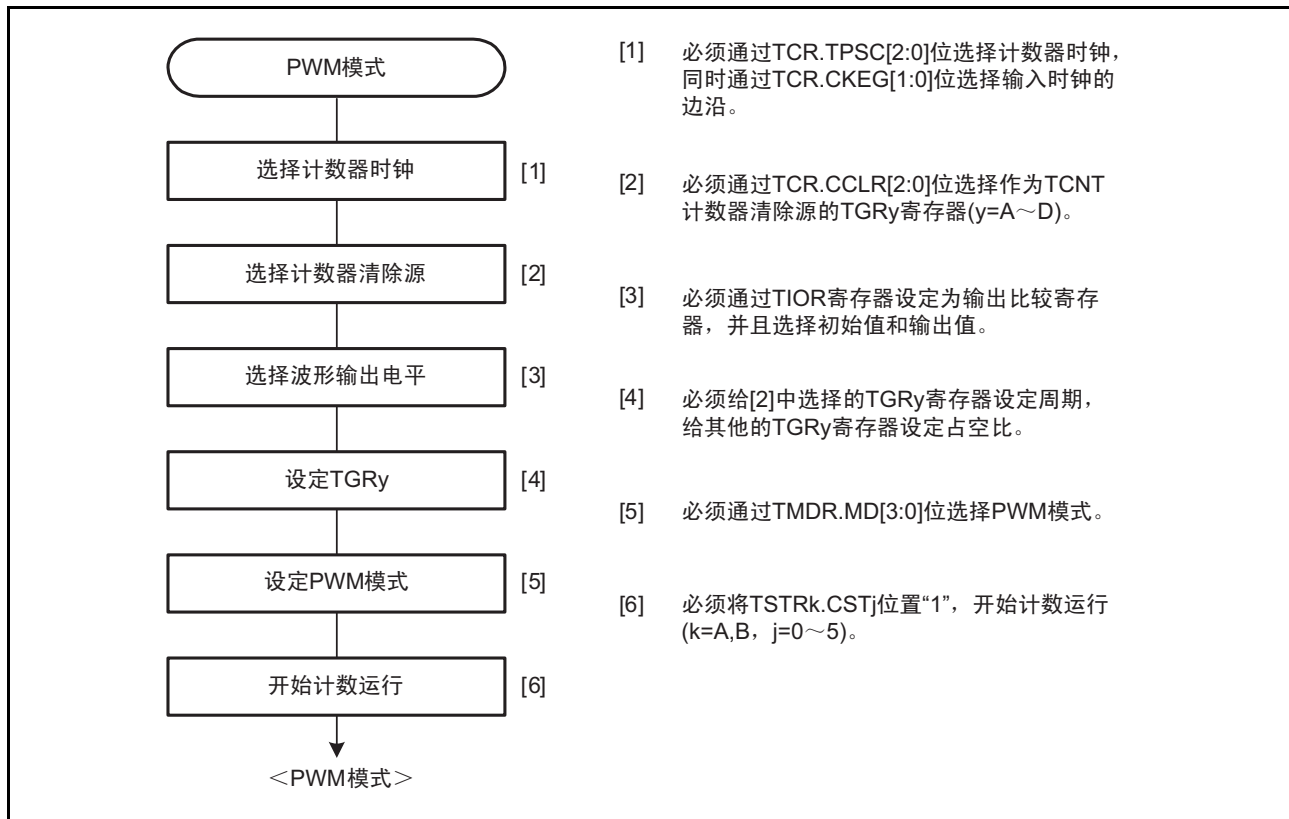 PWM模式
选择计数器时钟 [1]
选择计数器清除源 [2]
选择波形输出电平 [3]
设定TGRy [4]
设定PWM模式 [5]
开始计数运行 [6]
＜PWM模式＞
[1] 必须通过TCR.TPSC[2:0]位选择计数器时钟，
同时通过TCR.CKEG[1:0]位选择输入时钟的
边沿。
[2] 必须通过TCR.CCLR[2:0]位选择作为TCNT
计数器清除源的TGRy寄存器(y=A～D)。
[3] 必须通过TIOR寄存器设定为输出比较寄存
器，并且选择初始值和输出值。
[4] 必须给[2]中选择的TGRy寄存器设定周期，
给其他的TGRy寄存器设定占空比。
[5] 必须通过TMDR.MD[3:0]位选择PWM模式。
[6] 必须将TSTRk.CSTj位置“1”，开始计数运行
(k=A,B，j=0～5)。